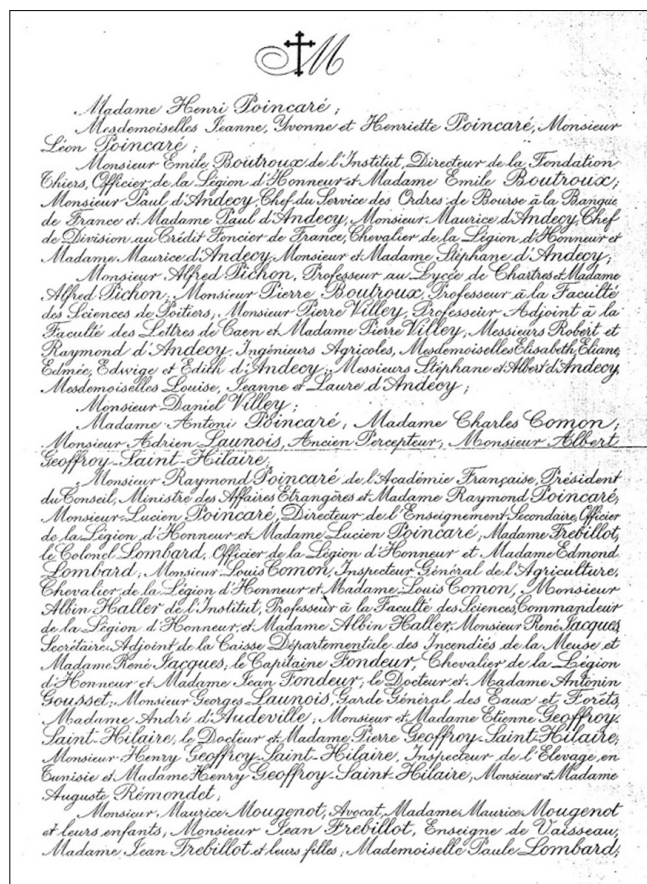 M
Madame Henri Poincaré;
Mesdemoiselles Jeanne, Yvonne et Henriette Poincaré, Monsieur
Léon Poincaré;
Monsieur Emile Boutroux de l'Institut, Directeur de la Fondation
Thiers, Officier de la Légion d'Honneur et Madame Emile Boutroux;
Monsieur Paul d'Andecy Chef du Service des Ordres de Bourse à la Banque
de France et Madame Paul d'Andecy, Monsieur Maurice d'Andecy, Chef
de Division au Crédit Foncier de France, Chevalier de la Légion d'Honneur et
Madame Maurice d'Andecy, Monsieur et Madame Stéphane d'Andecy;
Monsieur Alfred Pichon, Professeur au Lycée de Chartres et Madame
Alfred Pichon, Monsieur Pierre Boutroux, Professeur à la Faculté
des Sciences de Poitiers, Monsieur Pierre Villey, Professeur Adjoint à la
Faculté des Lettres de Caen et Madame Pierre Villey, Messieurs Robert et
Raymond d'Andecy, Ingénieurs Agricoles, Mesdemoiselles Elisabeth, Eliane,
Edmée, Edwige et Edith d'Andecy, Messieurs Stéphane et Albert d'Andecy,
Mesdemoiselles Louise, Jeanne et Laure d'Andecy;
Monsieur Daniel Villey;
Madame Antoni Poincaré, Madame Charles Comon,
Monsieur Adrien Launois, Ancien Percepteur, Monsieur Albert
Geoffroy-Saint-Hilaire;
Monsieur Raymond Poincaré de l'Académie Française, Président
du Conseil, Ministre des Affaires Etrangères et Madame Raymond Poincaré,
Monsieur Lucien Poincaré, Directeur de l'Enseignement Secondaire, Officier
de la Légion d'Honneur et Madame Lucien Poincaré, Madame Trebillot,
le Colonel Lombard, Officier de la Légion d'Honneur et Madame Edmond
Lombard, Monsieur Louis Comon, Inspecteur Général de l'Agriculture,
Chevalier de la Légion d'Honneur et Madame Louis Comon, Monsieur
Albin Haller de l'Institut, Professeur à la Faculté des Sciences, Commandeur
de la Légion d'Honneur, et Madame Albin Haller, Monsieur René Jacques
Secrétaire Adjoint de la Caisse Départementale des Incendiés de la Meuse et
Madame René Jacques, le Capitaine Fondeur, Chevalier de la Légion
d'Honneur et Madame Jean Fondeur, le Docteur et Madame Antonin
Gousset, Monsieur Georges Launois, Garde Général des Eaux et Forêts,
Madame André d'Audeville, Monsieur et Madame Etienne Geoffroy-
Saint-Hilaire, le Docteur et Madame Pierre Geoffroy-Saint-Hilaire,
Monsieur Henry Geoffroy-Saint-Hilaire, Inspecteur de l'Elevage en
Tunisie et Madame Henry Geoffroy-Saint-Hilaire, Monsieur et Madame
Auguste Rémondet,
Monsieur Maurice Mougenot, Avocat, Madame Maurice Mougenot
et leurs enfants, Monsieur Jean Trebillot, Enseigne de Vaisseau,
Madame Jean Trebillot et leurs filles, Mademoiselle Paule Lombard,